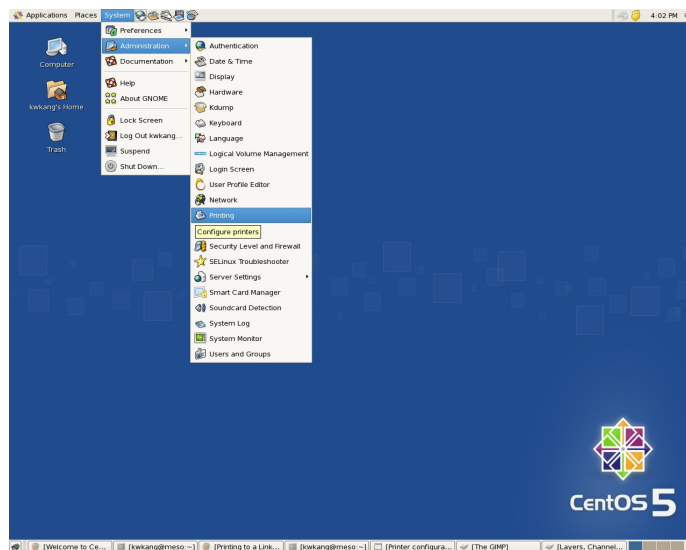 Applications Places System 4:02 PM
Computer
kwkang's Home
Trash
Preferences
Administration
Documentation
Help
About GNOME
Lock Screen
Log Out kwkang...
Suspend
Shut Down...
Authentication
Date & Time
Display
Hardware
Kdump
Keyboard
Language
Logical Volume Management
Login Screen
User Profile Editor
Network
Printing
Configure printers
Security Level and Firewall
SELinux Troubleshooter
Server Settings
Smart Card Manager
Soundcard Detection
System Log
System Monitor
Users and Groups
CentOS 5
[Welcome to Ce... [kwkang@meso:~] [Printing to a Link... [kwkang@meso:~] [Printer configura... [The GIMP] [Layers, Channel...